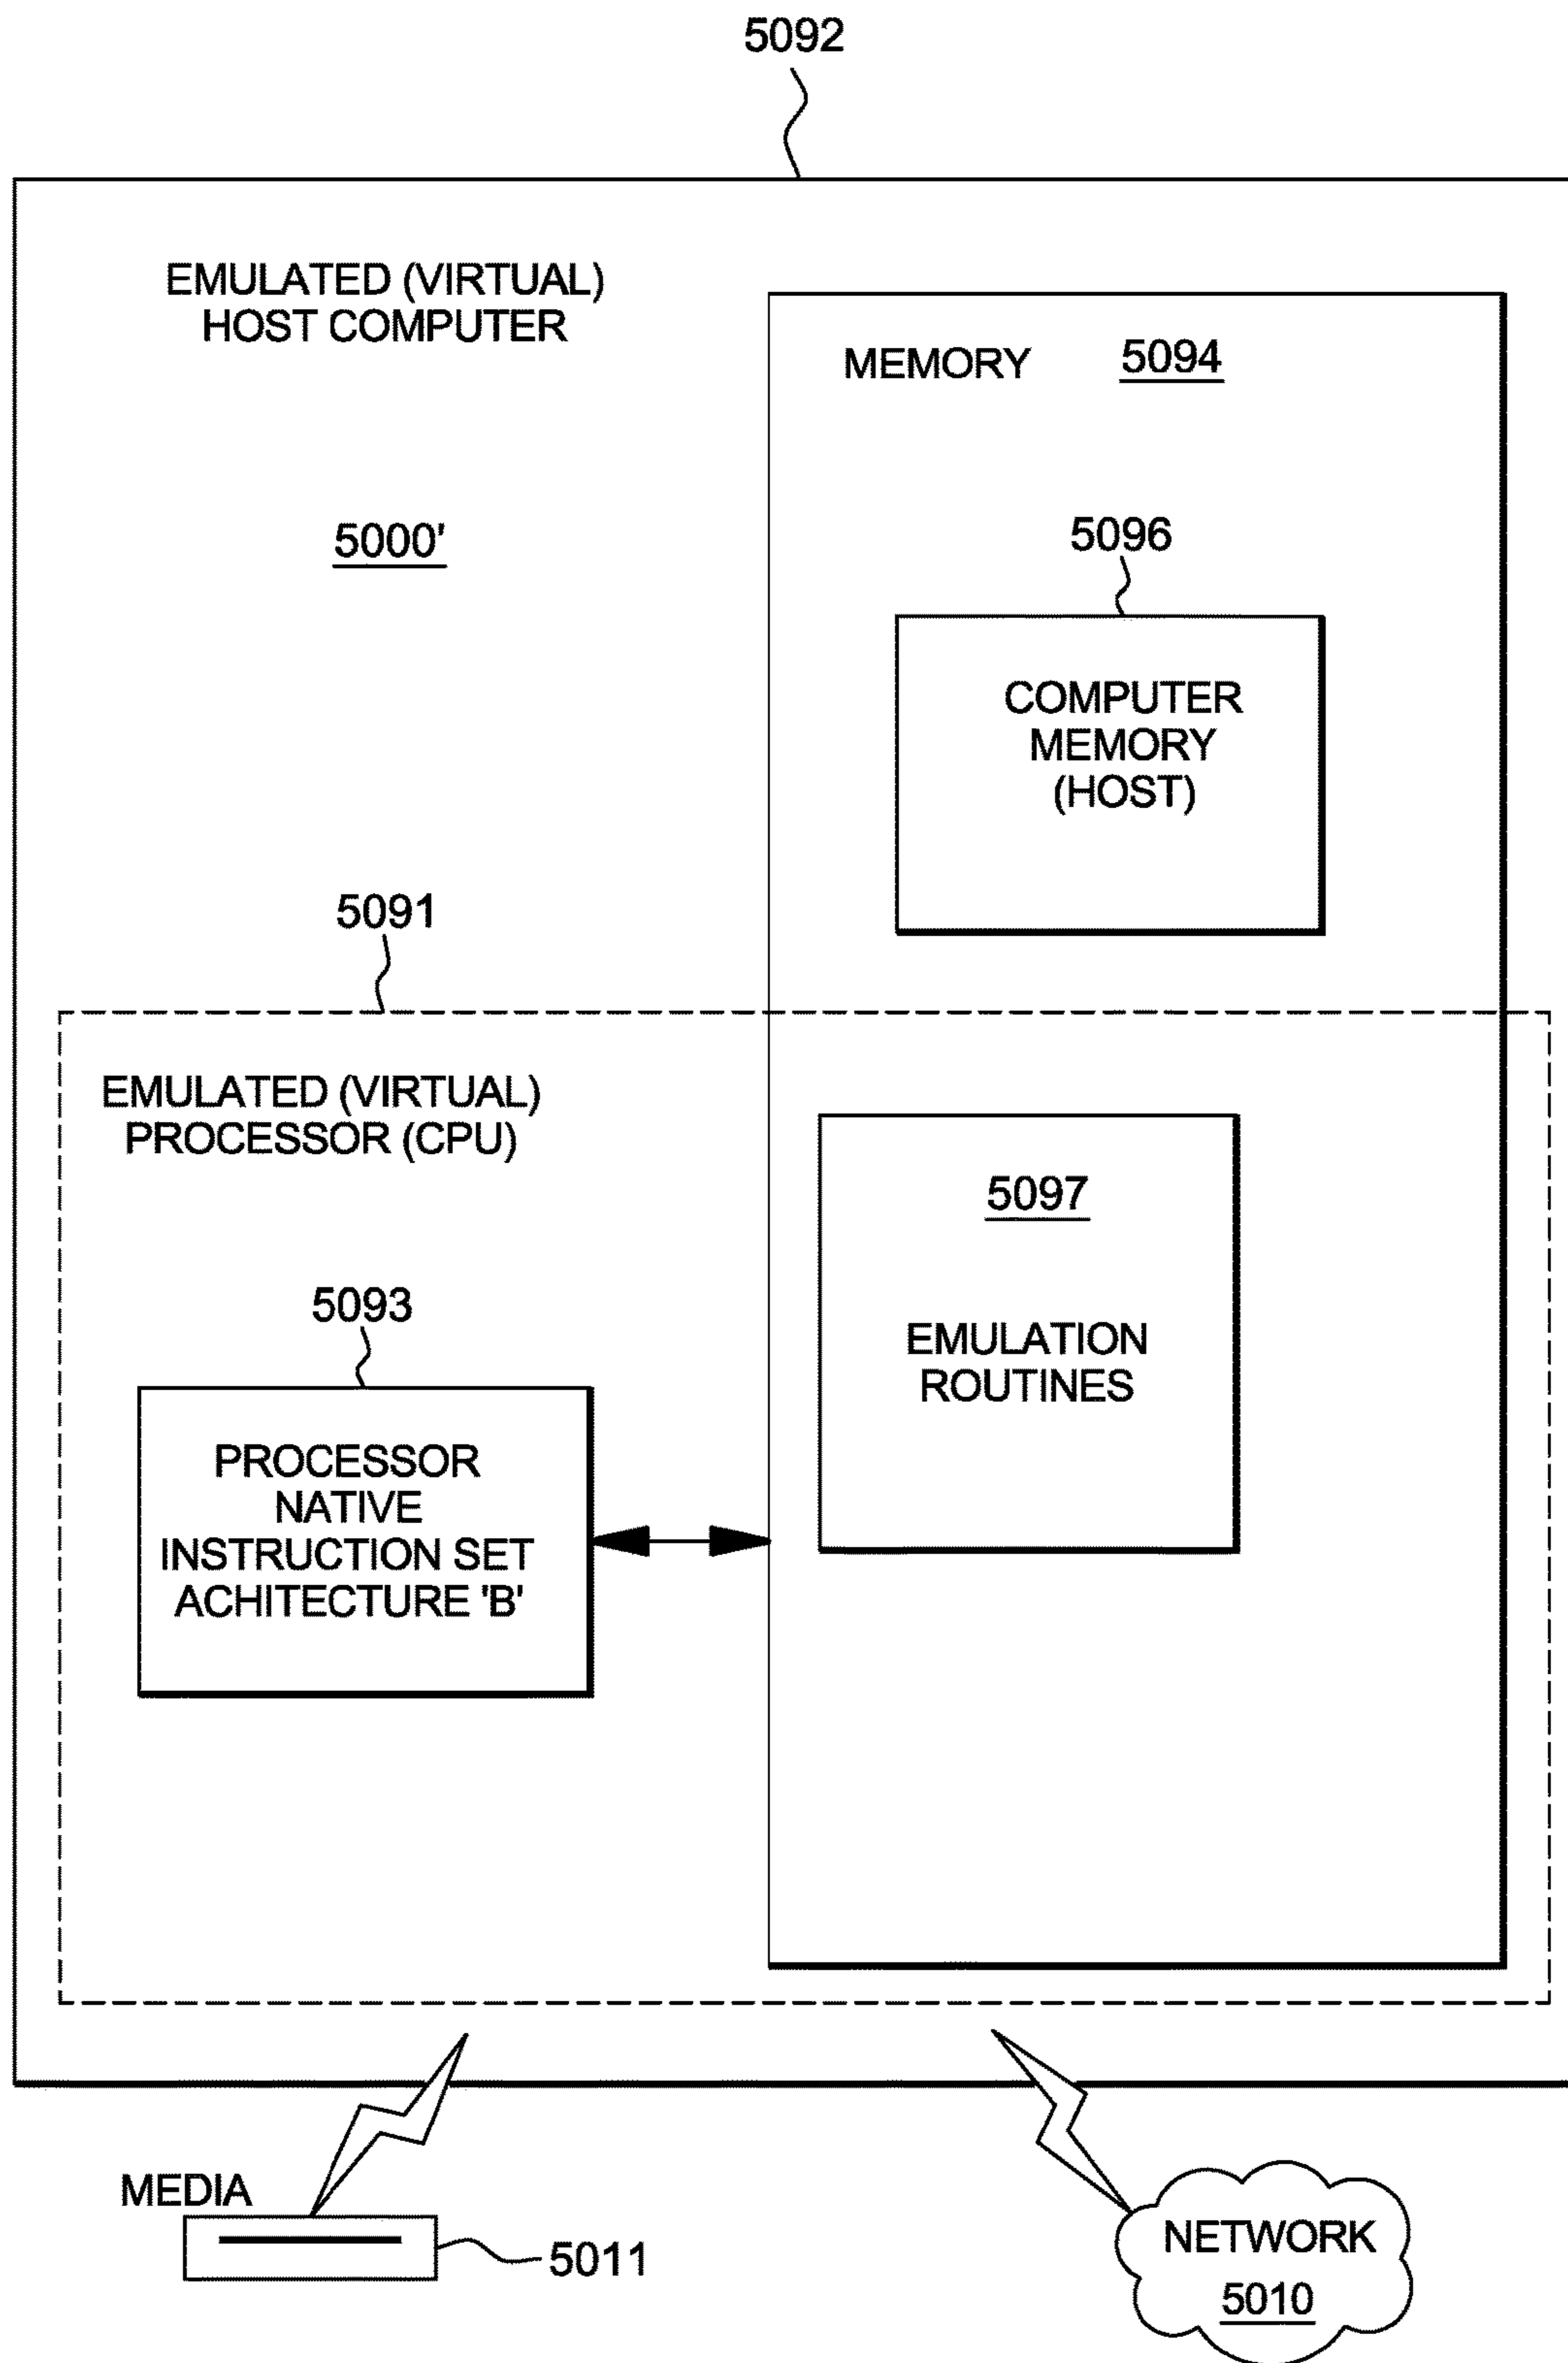 5092
EMULATED (VIRTUAL)
HOST COMPUTER
MEMORY 5094
5000'
5096
COMPUTER
MEMORY
(HOST)
5091
EMULATED (VIRTUAL)
PROCESSOR (CPU)
5097
EMULATION
ROUTINES
5093
PROCESSOR
NATIVE
INSTRUCTION SET
ACHITECTURE 'B'
MEDIA
5011
NETWORK
5010